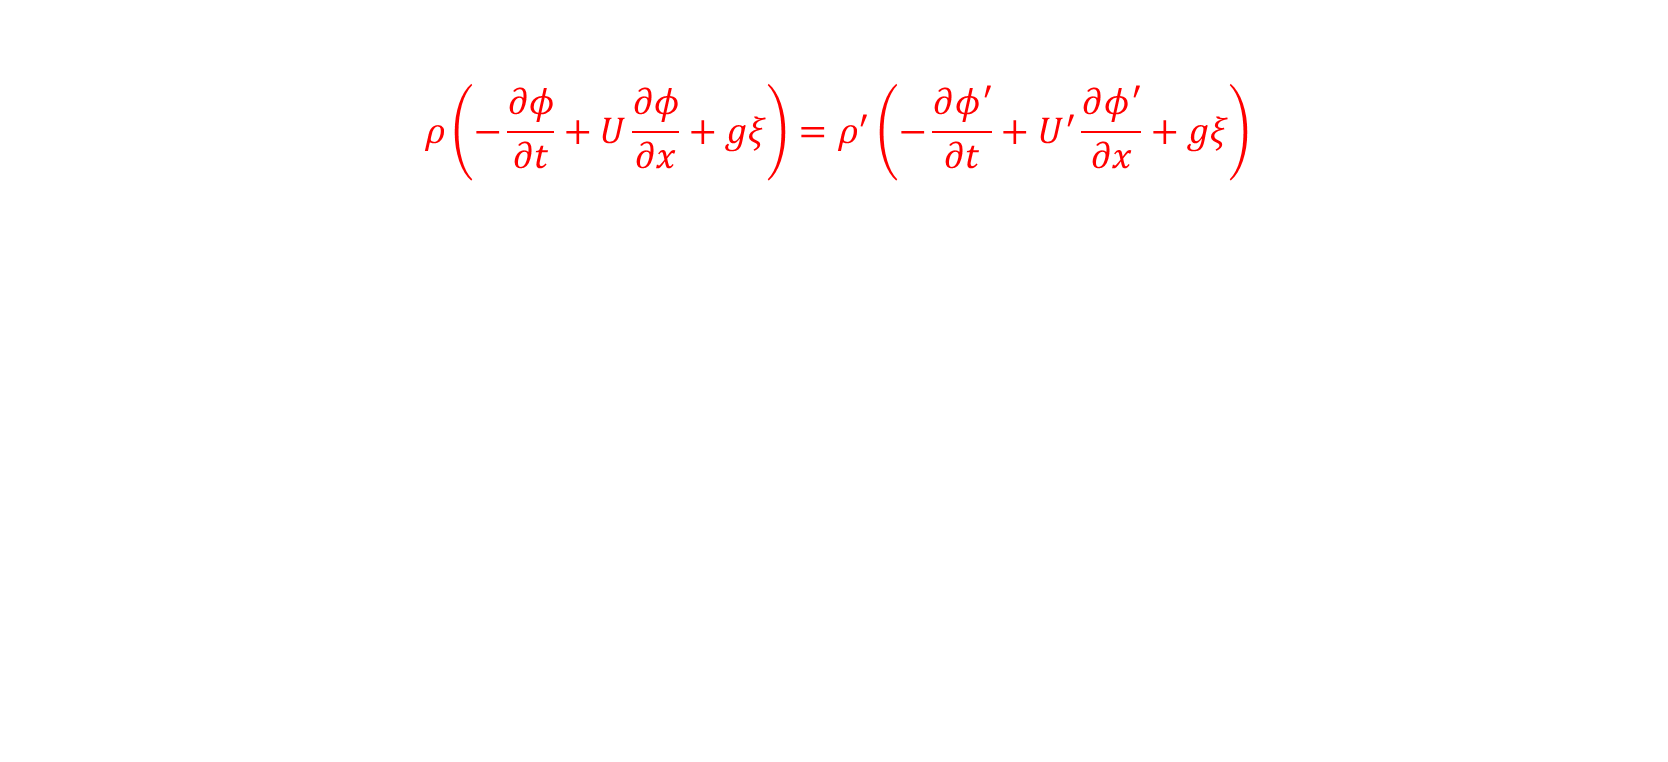 ρ(−∂ϕ/∂t + U ∂ϕ/∂x + gξ) = ρ′(−∂ϕ′/∂t + U′ ∂ϕ′/∂x + gξ)